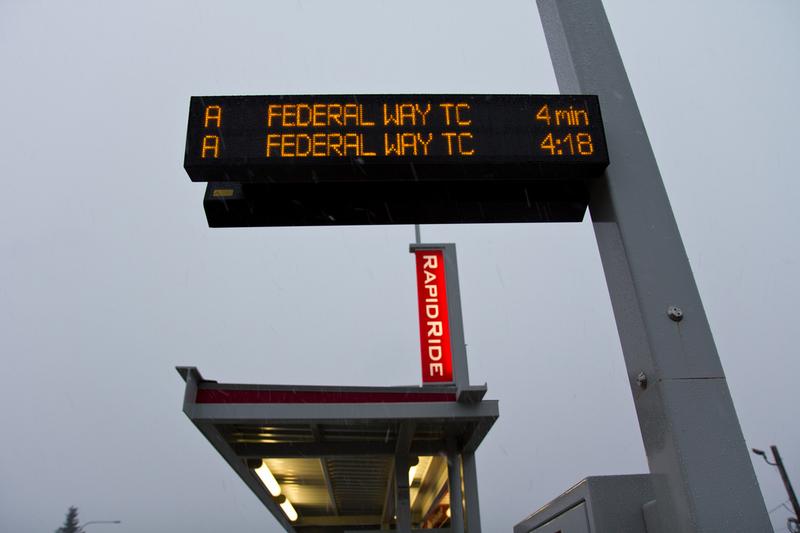 A FEDERAL WAY TC 4 min
A FEDERAL WAY TC 4:18
RAPIDRIDE